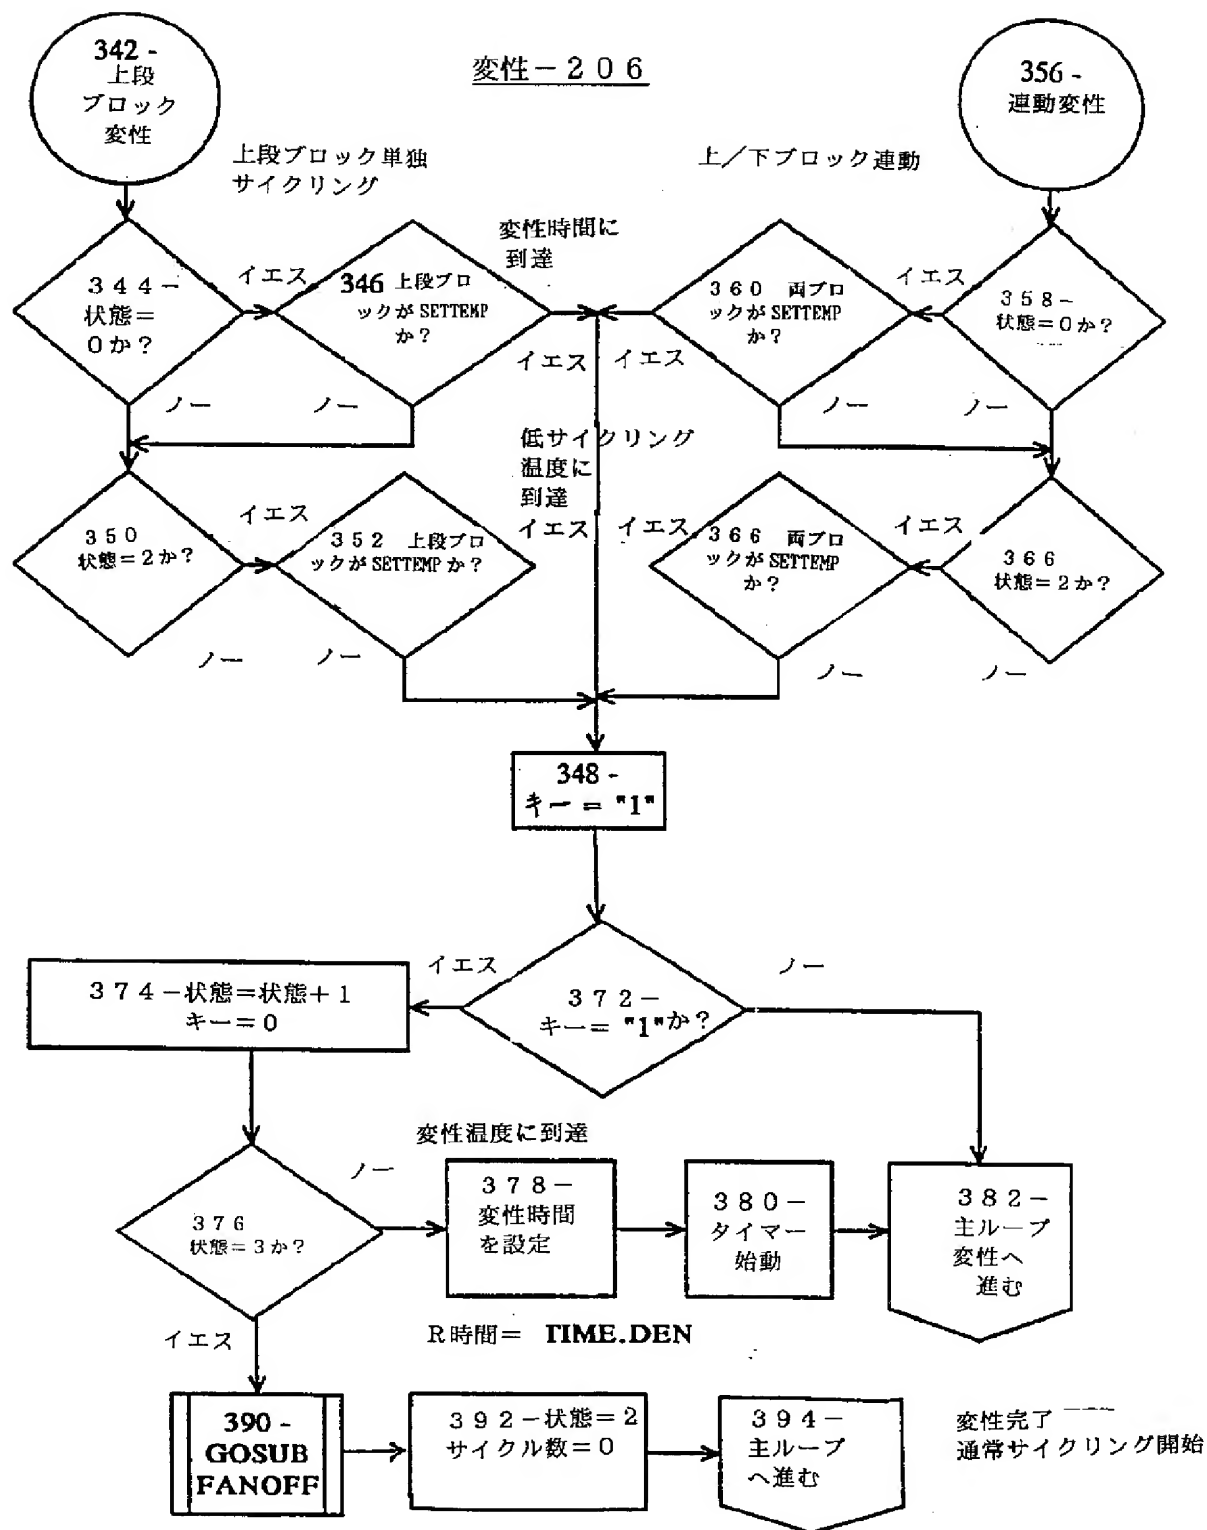 変性－２０６
342 -
上段
ブロック
変性
356 -
連動変性
上段ブロック単独
サイクリング
上／下ブロック連動
変性時間に
到達
３４４－
状態＝
０か？
イエス
ノー
346 上段ブロ
ックが SETTEMP
か？
イエス
ノー
３６０ 両ブロ
ックが SETTEMP
か？
イエス
ノー
３５８－
状態＝０か？
イエス
ノー
低サイクリング
温度に
到達
３５０
状態＝２か？
イエス
ノー
３５２ 上段ブロ
ックが SETTEMP か？
イエス
ノー
３６６ 両ブロ
ックが SETTEMP
か？
イエス
ノー
３６６
状態＝２か？
イエス
ノー
348 -
キー＝ "1"
３７２－
キー＝ "1"か？
イエス
ノー
３７４－状態＝状態＋１
キー＝０
３７６
状態＝３か？
ノー
イエス
変性温度に到達
３７８－
変性時間
を設定
３８０－
タイマー
始動
３８２－
主ループ
変性へ
進む
Ｒ時間＝ TIME.DEN
390 -
GOSUB
FANOFF
３９２－状態＝２
サイクル数＝０
３９４－
主ループ
へ進む
変性完了
通常サイクリング開始